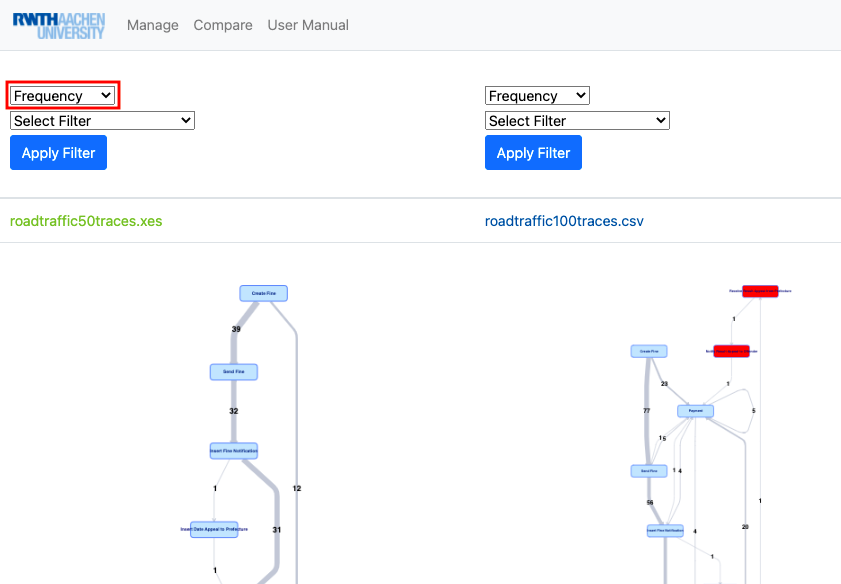 RWTHAACHEN
UNIVERSITY
Manage Compare User Manual
Frequency
Select Filter
Apply Filter
Frequency
Select Filter
Apply Filter
roadtraffic50traces.xes
roadtraffic100traces.csv
Create Fine
39
Send Fine
32
Insert Fine Notification
1
12
31
Insert Date Appeal to Prefecture
1
1
Create Fine
23
1
77
Payment
5
1 6
Send Fine
1 4
56
1
Insert Fine Notification
4
20
1